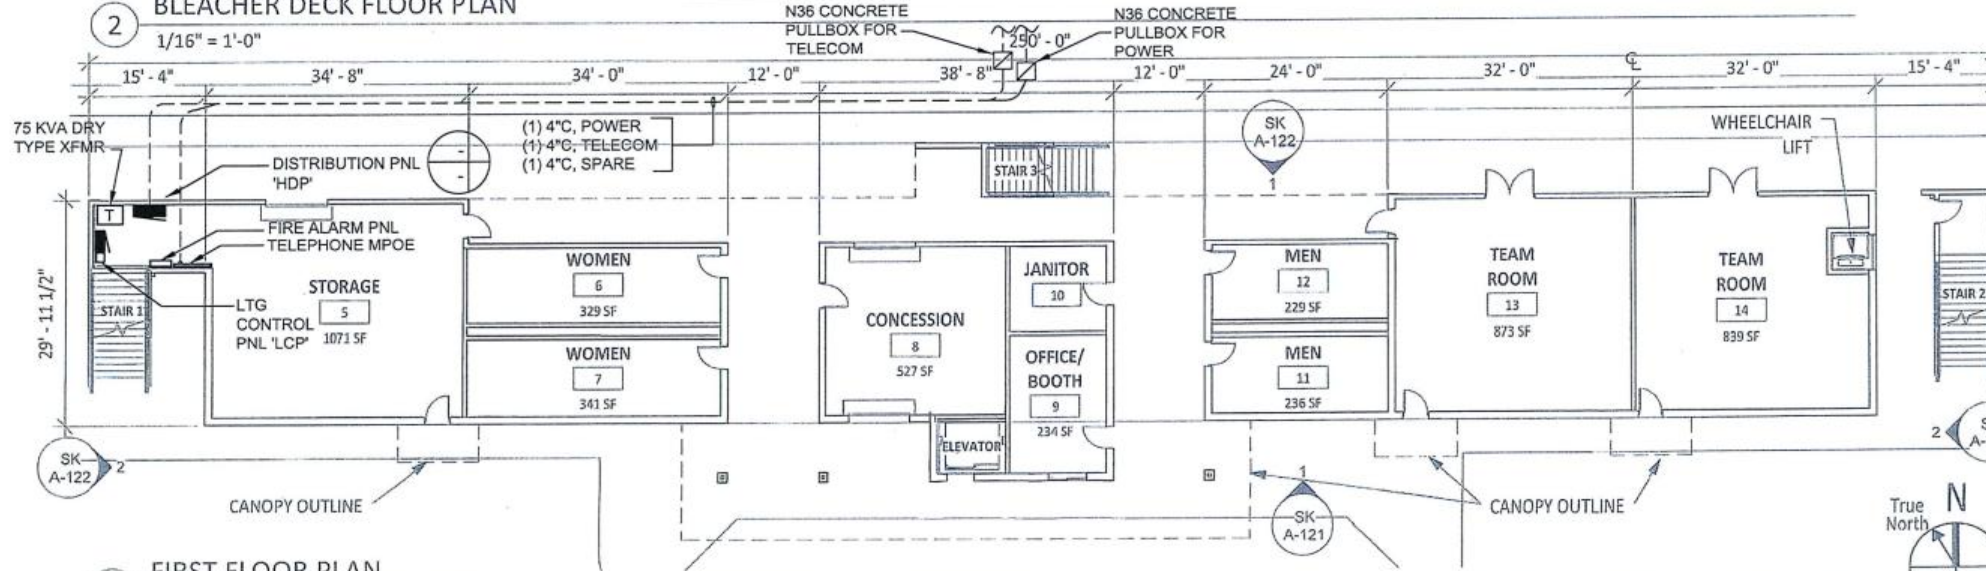 2
BLEACHER DECK FLOOR PLAN
1/16" = 1'-0"
N36 CONCRETE
PULLBOX FOR
TELECOM
N36 CONCRETE
PULLBOX FOR
POWER
250' - 0"
15' - 4"
34' - 8"
34' - 0"
12' - 0"
38' - 8"
12' - 0"
24' - 0"
32' - 0"
32' - 0"
15' - 4"
75 KVA DRY
TYPE XFMR
(1) 4"C, POWER
(1) 4"C, TELECOM
(1) 4"C, SPARE
DISTRIBUTION PNL
'HDP'
SK
A-122
1
WHEELCHAIR
LIFT
STAIR 3
T
FIRE ALARM PNL
TELEPHONE MPOE
LTG
CONTROL
PNL 'LCP'
STAIR 1
STORAGE
5
1071 SF
WOMEN
6
329 SF
WOMEN
7
341 SF
CONCESSION
8
527 SF
JANITOR
10
OFFICE/
BOOTH
9
234 SF
ELEVATOR
MEN
12
229 SF
MEN
11
236 SF
TEAM
ROOM
13
873 SF
TEAM
ROOM
14
839 SF
STAIR 2
29' - 11 1/2"
SK
A-122
2
2
CANOPY OUTLINE
1
SK
A-121
CANOPY OUTLINE
True
North
N
FIRST FLOOR PLAN